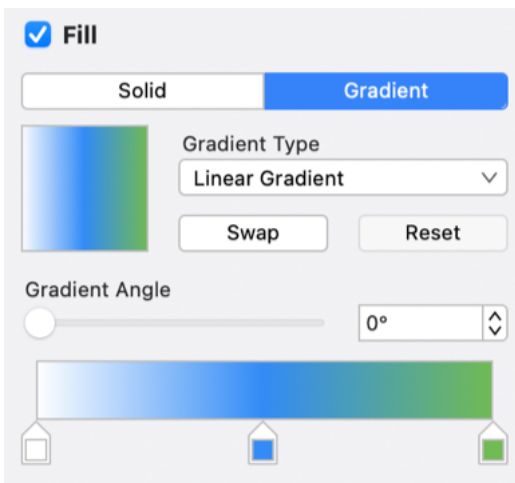 Fill
Solid Gradient
Gradient Type
Linear Gradient
Swap Reset
Gradient Angle
0°